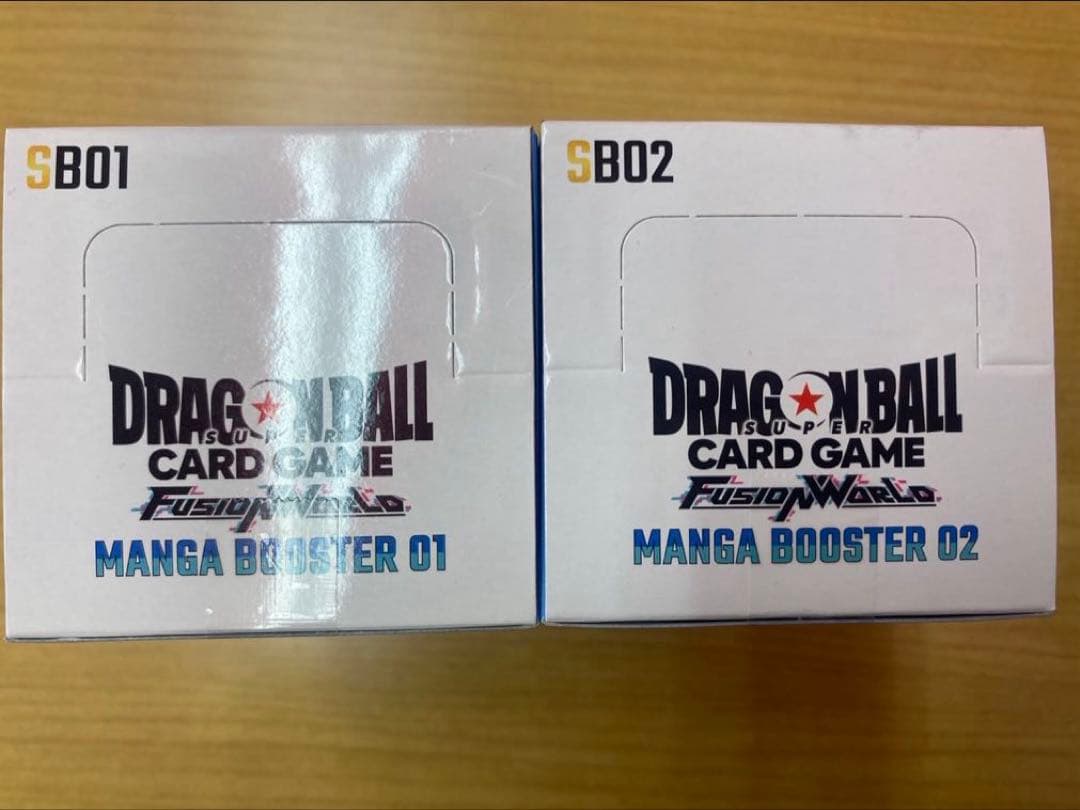 SB01
DRAGON BALL
SUPER
CARD GAME
FUSION WORLD
MANGA BOOSTER 01
SB02
DRAGON BALL
SUPER
CARD GAME
FUSION WORLD
MANGA BOOSTER 02